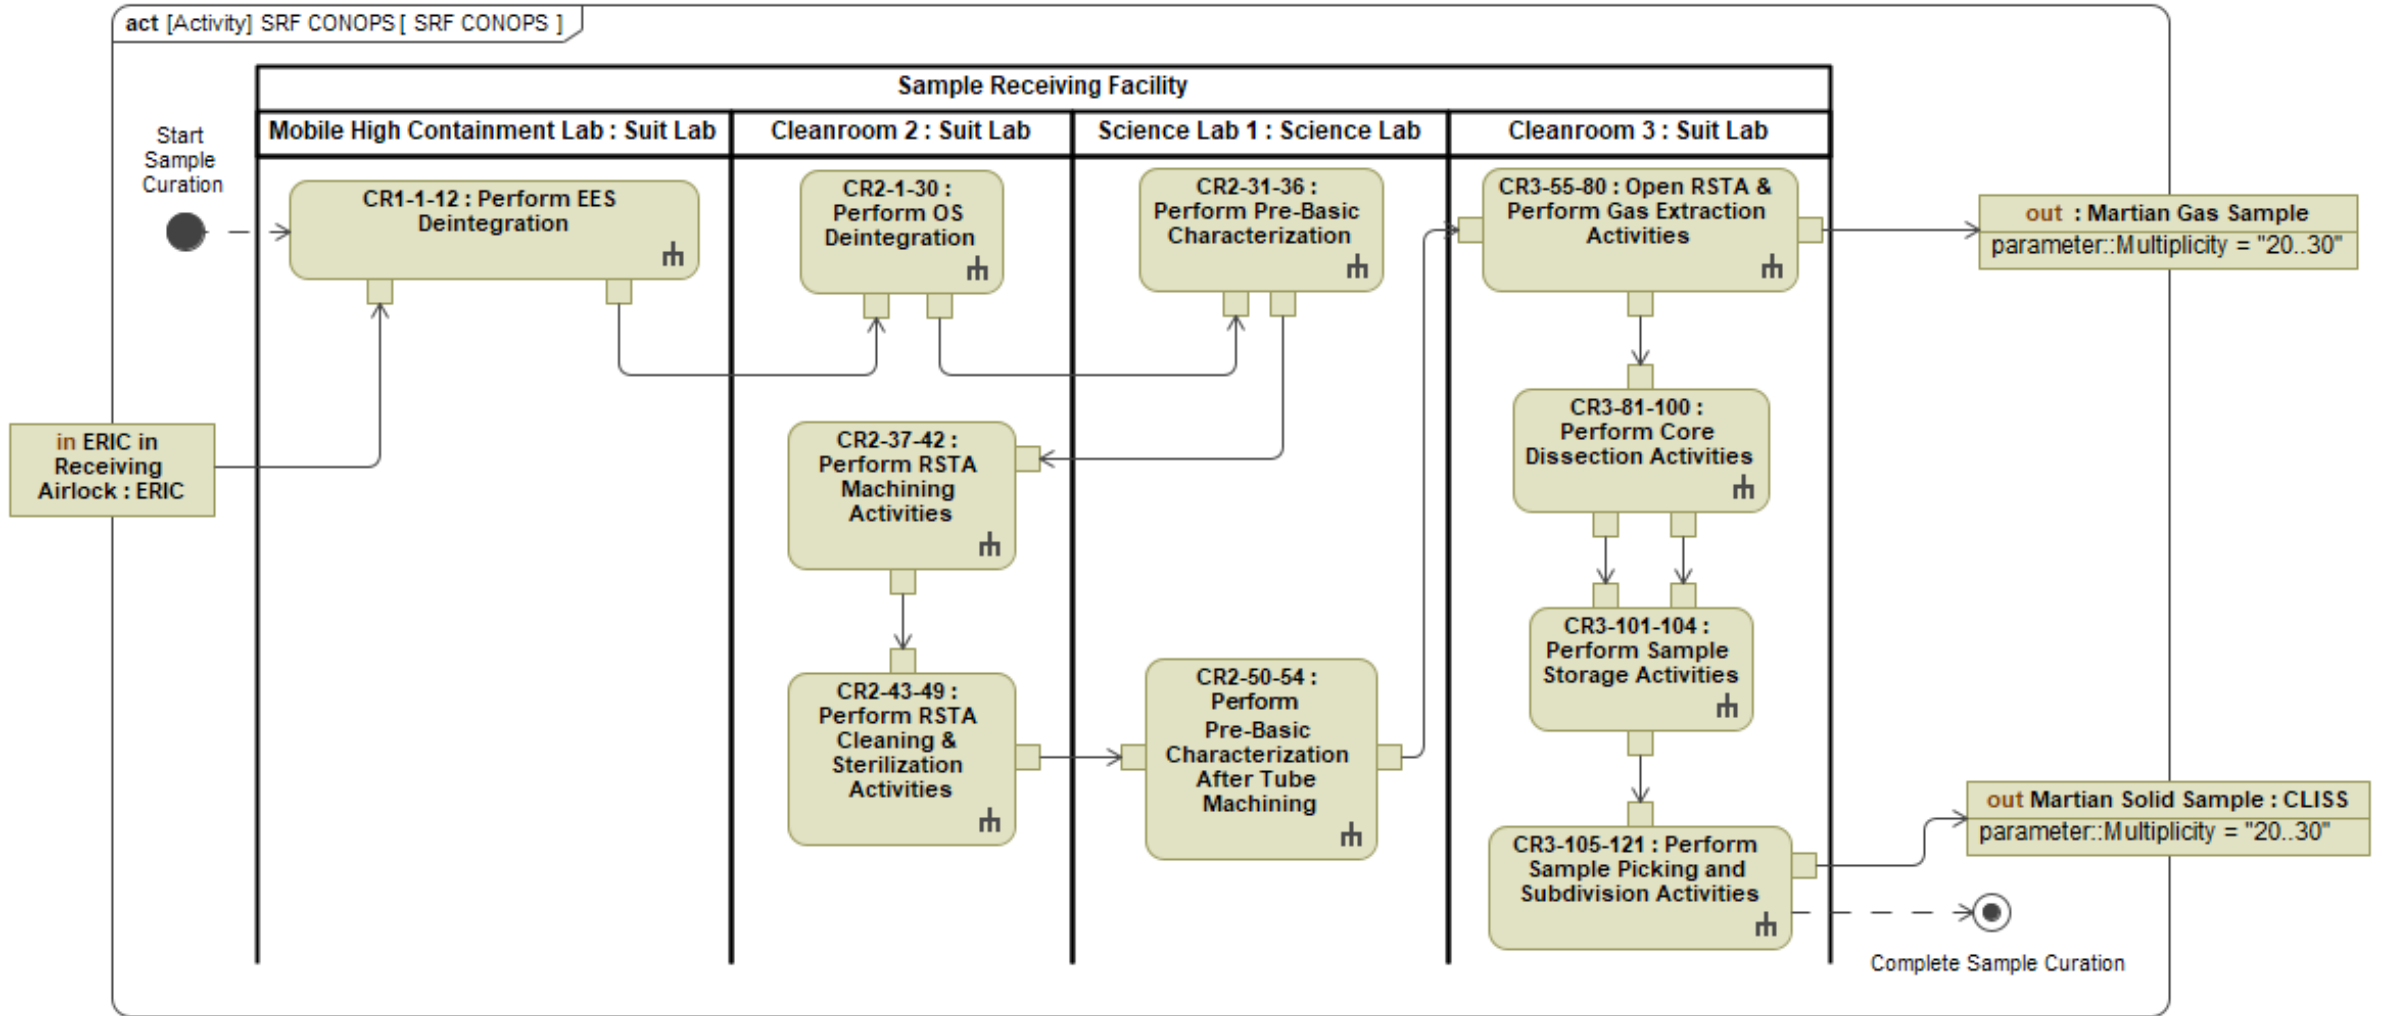 act [Activity] SRF CONOPS [ SRF CONOPS ]
Sample Receiving Facility
Mobile High Containment Lab : Suit Lab
Cleanroom 2 : Suit Lab
Science Lab 1 : Science Lab
Cleanroom 3 : Suit Lab
Start
Sample
Curation
CR1-1-12 : Perform EES
Deintegration
CR2-1-30 :
Perform OS
Deintegration
CR2-31-36 :
Perform Pre-Basic
Characterization
CR3-55-80 : Open RSTA &
Perform Gas Extraction
Activities
out : Martian Gas Sample
parameter::Multiplicity = "20..30"
in ERIC in
Receiving
Airlock : ERIC
CR2-37-42 :
Perform RSTA
Machining
Activities
CR3-81-100 :
Perform Core
Dissection Activities
CR2-43-49 :
Perform RSTA
Cleaning &
Sterilization
Activities
CR2-50-54 :
Perform
Pre-Basic
Characterization
After Tube
Machining
CR3-101-104 :
Perform Sample
Storage Activities
CR3-105-121 : Perform
Sample Picking and
Subdivision Activities
out Martian Solid Sample : CLISS
parameter::Multiplicity = "20..30"
Complete Sample Curation